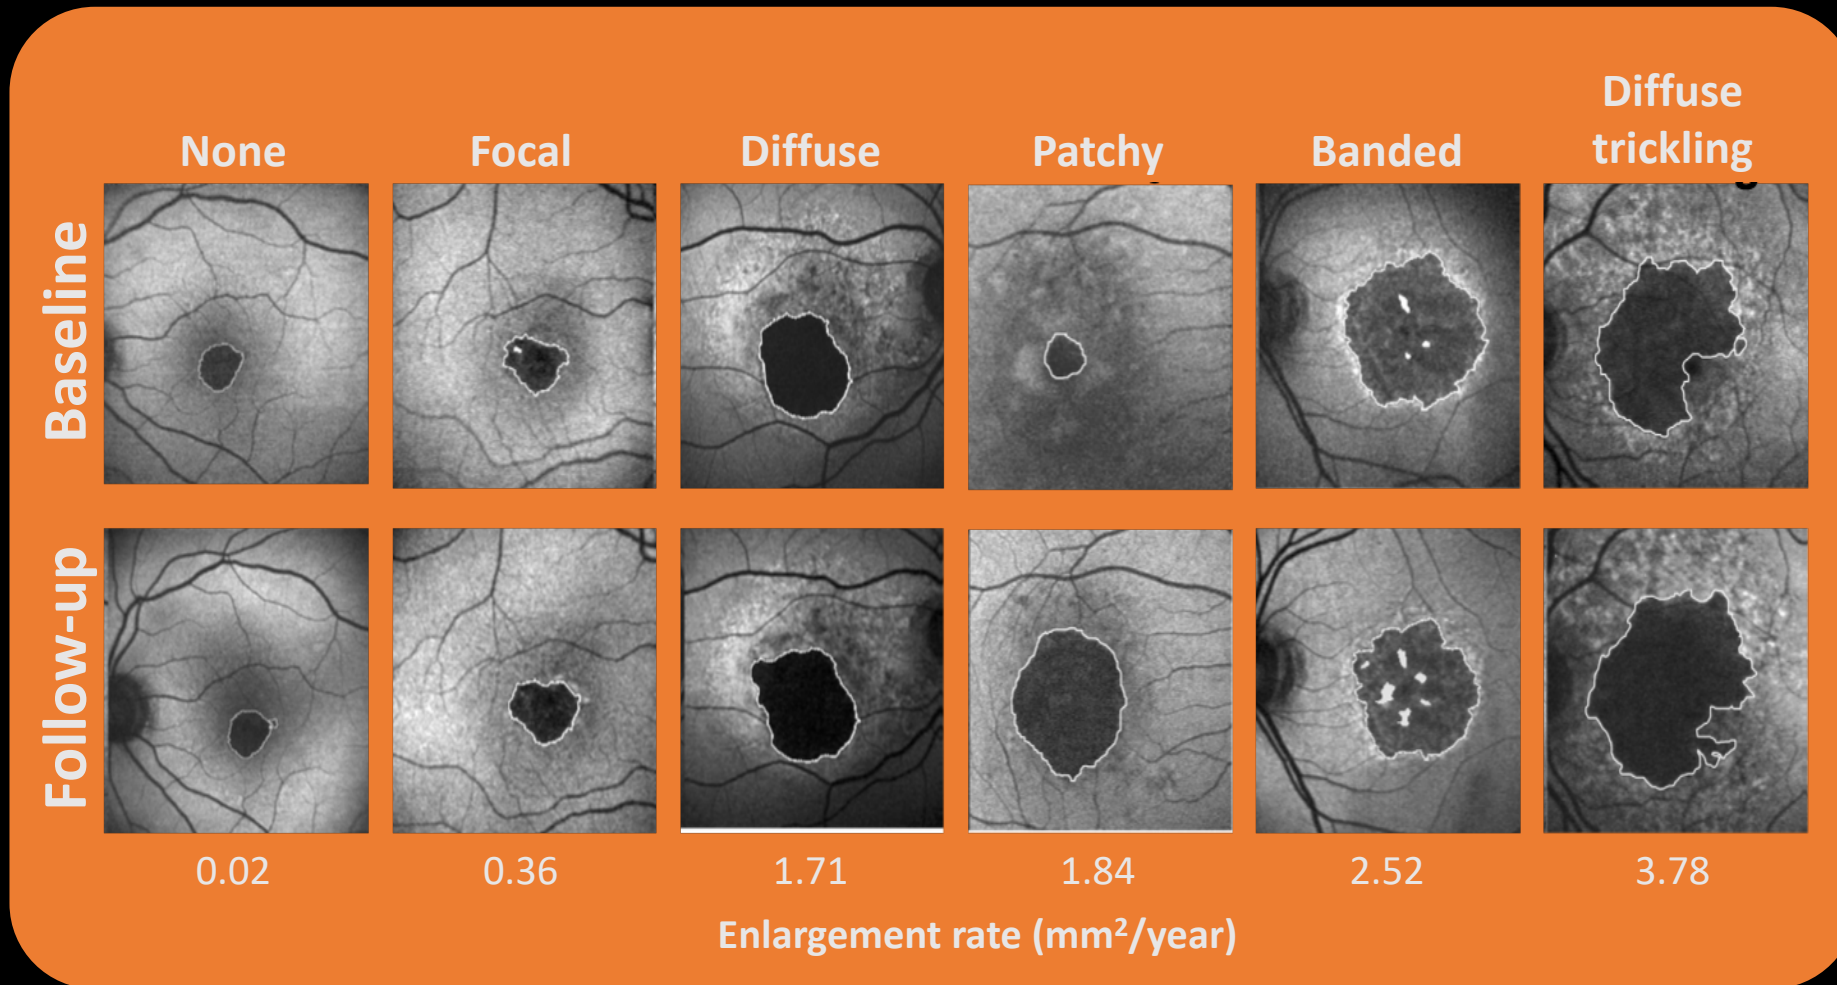 None Focal Diffuse Patchy Banded Diffuse trickling
Baseline
Follow-up
0.02 0.36 1.71 1.84 2.52 3.78
Enlargement rate (mm²/year)